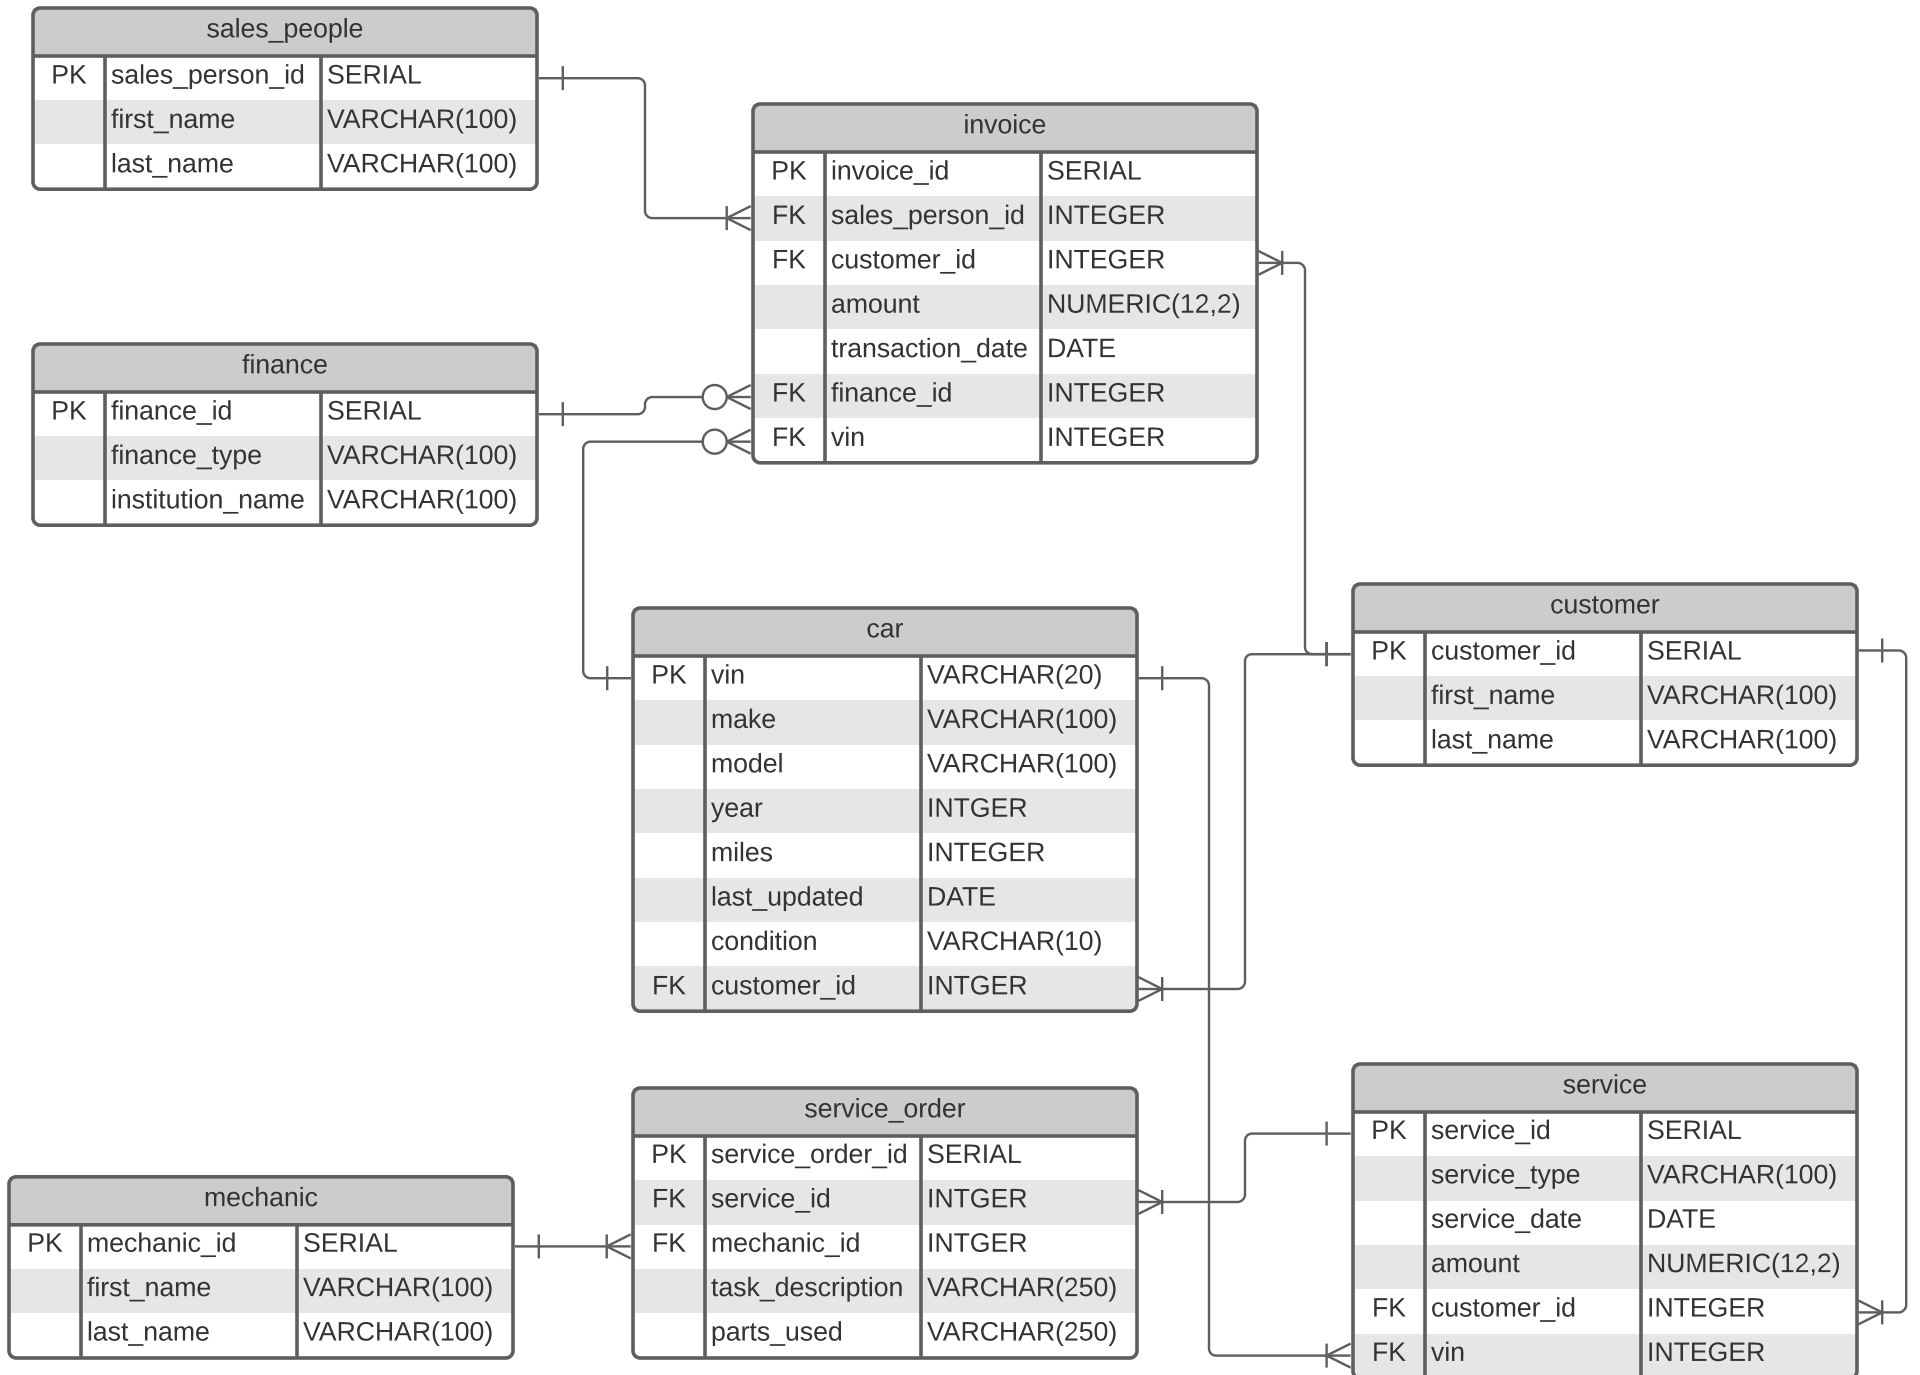 sales_people
PK sales_person_id SERIAL
first_name VARCHAR(100)
last_name VARCHAR(100)
invoice
PK invoice_id SERIAL
FK sales_person_id INTEGER
FK customer_id INTEGER
amount NUMERIC(12,2)
transaction_date DATE
FK finance_id INTEGER
FK vin INTEGER
finance
PK finance_id SERIAL
finance_type VARCHAR(100)
institution_name VARCHAR(100)
car
PK vin VARCHAR(20)
make VARCHAR(100)
model VARCHAR(100)
year INTGER
miles INTEGER
last_updated DATE
condition VARCHAR(10)
FK customer_id INTGER
customer
PK customer_id SERIAL
first_name VARCHAR(100)
last_name VARCHAR(100)
service_order
PK service_order_id SERIAL
FK service_id INTGER
FK mechanic_id INTGER
task_description VARCHAR(250)
parts_used VARCHAR(250)
service
PK service_id SERIAL
service_type VARCHAR(100)
service_date DATE
amount NUMERIC(12,2)
FK customer_id INTEGER
FK vin INTEGER
mechanic
PK mechanic_id SERIAL
first_name VARCHAR(100)
last_name VARCHAR(100)